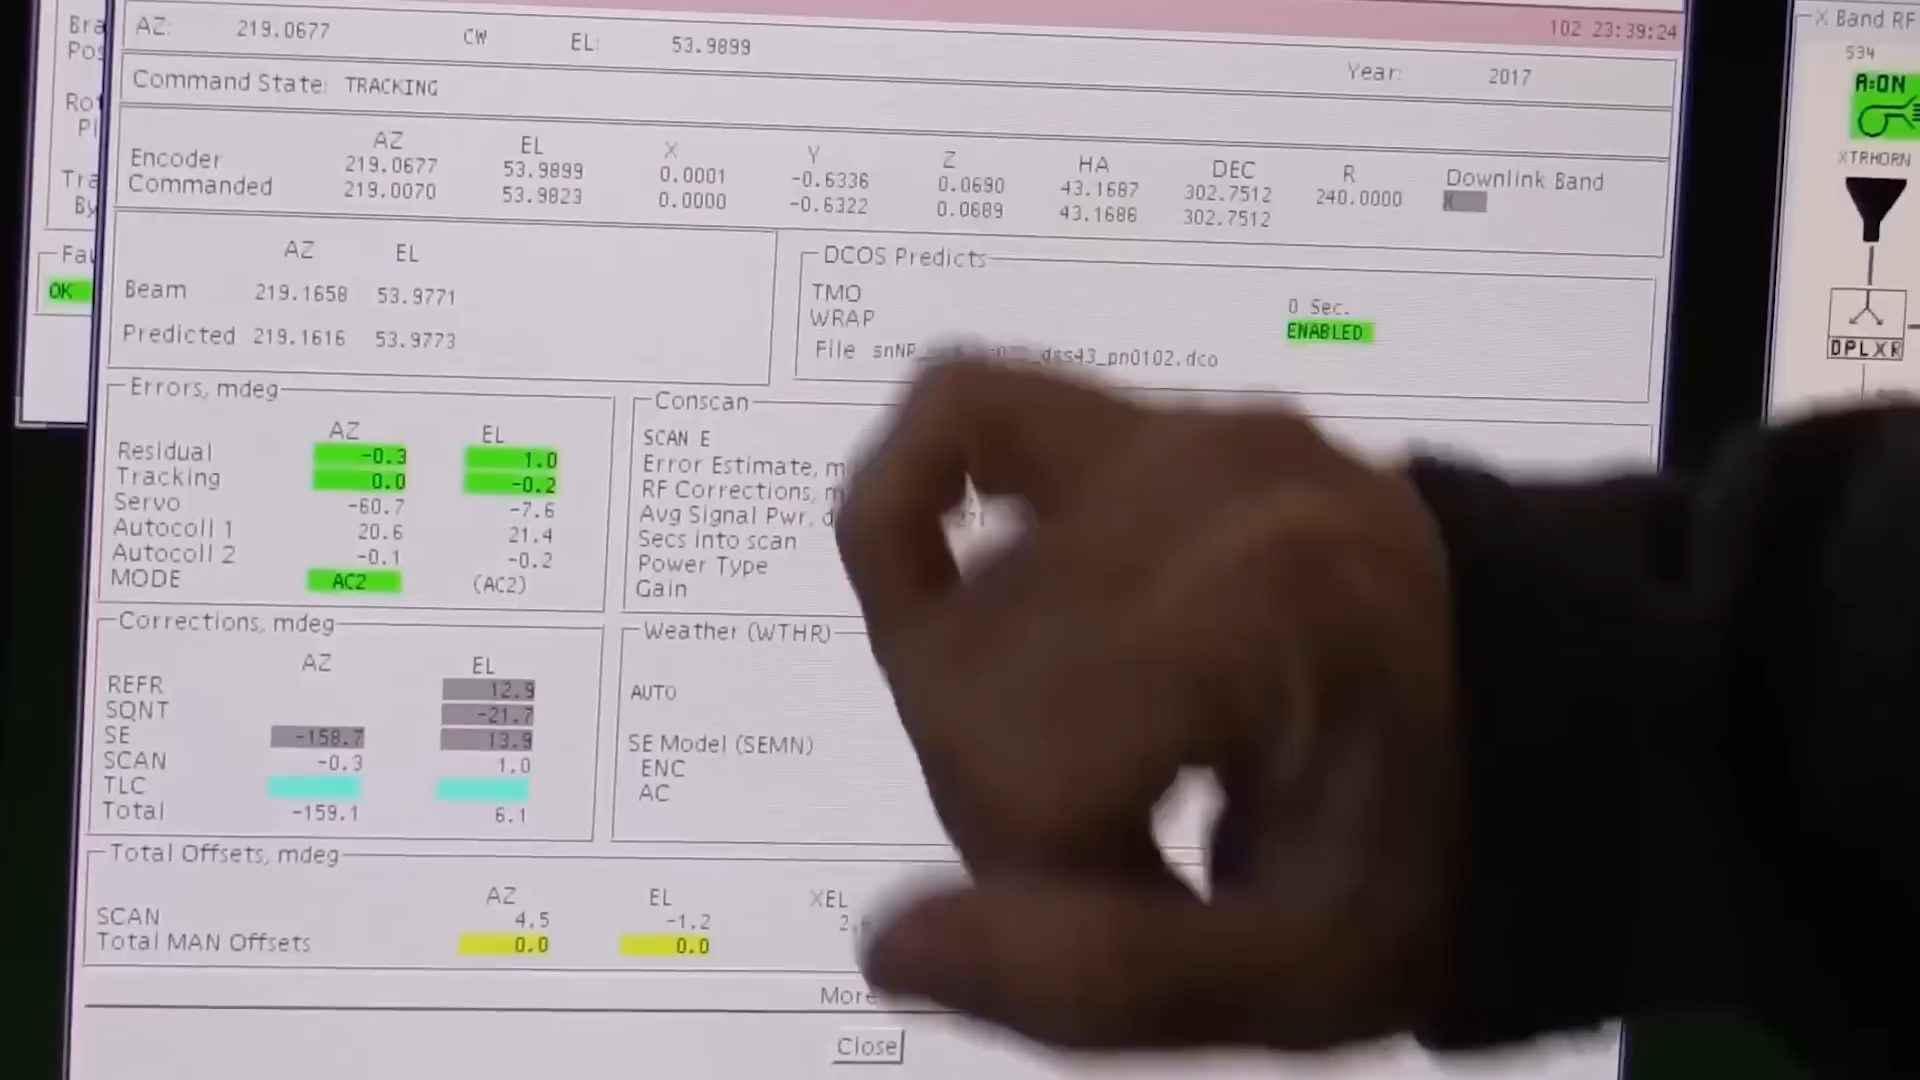 AZ: 219.0677 CW EL: 53.9899
102 23:39:24
Year: 2017
Command State: TRACKING
AZ EL X Y Z HA DEC R Downlink Band
Encoder 219.0677 53.9899 0.0001 -0.6336 0.0690 43.1687 302.7512 240.0000
Commanded 219.0070 53.9823 0.0000 -0.6322 0.0689 43.1686 302.7512
AZ EL
Beam 219.1658 53.9771
Predicted 219.1616 53.9773
DCOS Predicts
TMO 0 Sec.
WRAP ENABLED
File dss43_pn0102.dco
Errors, mdeg
AZ EL
Residual -0.3 1.0
Tracking 0.0 -0.2
Servo -60.7 -7.6
Autocoll 1 20.6 21.4
Autocoll 2 -0.1 -0.2
MODE AC2 (AC2)
Conscan
SCAN E
Error Estimate,
RF Corrections,
Avg Signal Pwr.
Secs into scan
Power Type
Gain
Corrections, mdeg
AZ EL
REFR 12.9
SQNT -21.7
SE -158.7 13.9
SCAN -0.3 1.0
TLC
Total -159.1 6.1
Weather (WTHR)
AUTO
SE Model (SEMN)
ENC
AC
Total Offsets, mdeg
AZ EL XEL
SCAN 4.5 -1.2
Total MAN Offsets 0.0 0.0
More
Close
OK
X Band RF
S34
A:ON
XTRHORN
DPLXR